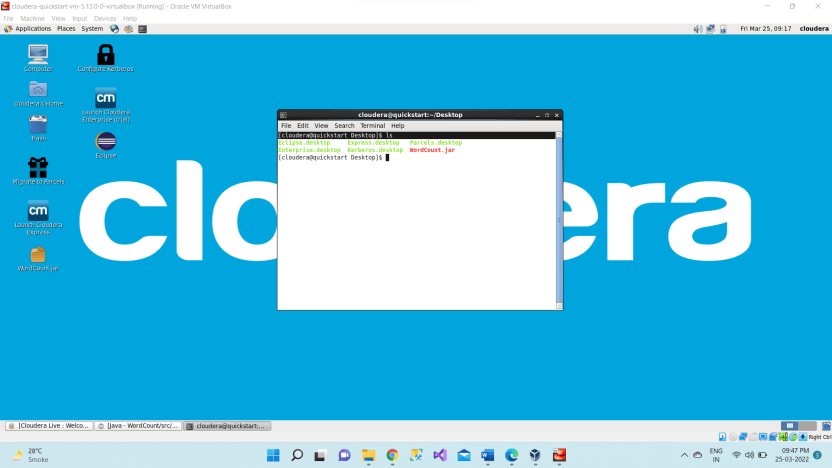 cloudera-quickstart-vm-5.13.0-0-virtualbox (Running) - Oracle VM VirtualBox
File Machine View Input Devices Help
Applications Places System Fri Mar 25, 09:17 cloudera
Computer
Configure Kerberos
cloudera's Home
Launch Cloudera
Enterprise (trial)
Trash
Eclipse
Migrate to Parcels
cm
cm
Launch Cloudera
Express
WordCount.jar
cloudera
cloudera@quickstart:~/Desktop
File Edit View Search Terminal Help
[cloudera@quickstart Desktop]$ ls
Eclipse.desktop Express.desktop Parcels.desktop
Enterprise.desktop Kerberos.desktop WordCount.jar
[cloudera@quickstart Desktop]$
[Cloudera Live : Welco... [Java - WordCount/src/... cloudera@quickstart:...
Right Ctrl
28°C
Smoke
ENG
IN
09:47 PM
25-03-2022
3